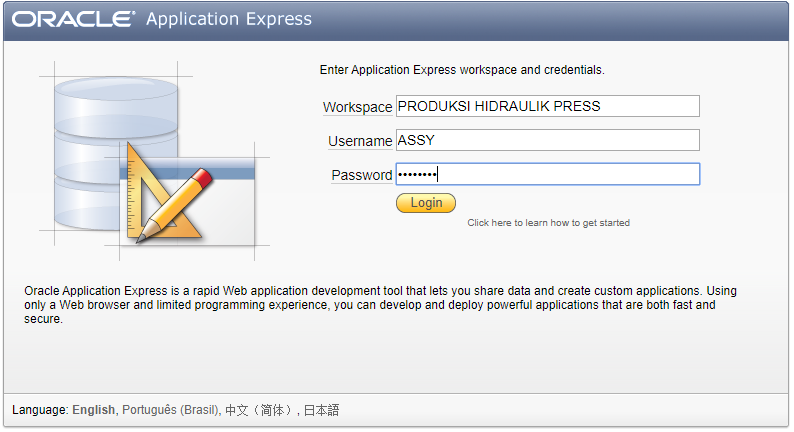 ORACLE® Application Express
Enter Application Express workspace and credentials.
Workspace PRODUKSI HIDRAULIK PRESS
Username ASSY
Password ••••••••
Login
Click here to learn how to get started
Oracle Application Express is a rapid Web application development tool that lets you share data and create custom applications. Using
only a Web browser and limited programming experience, you can develop and deploy powerful applications that are both fast and
secure.
Language: English, Português (Brasil), 中文（简体）, 日本語